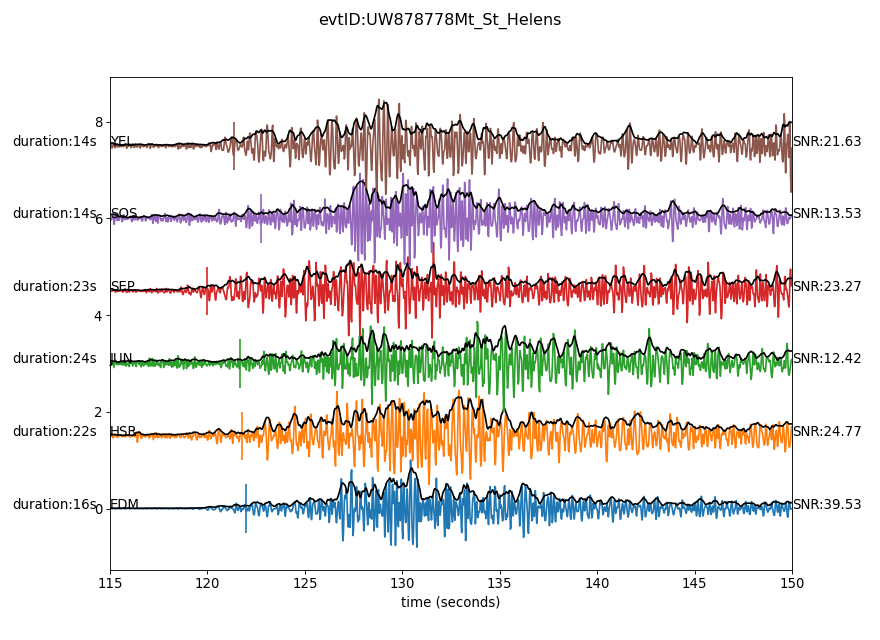 evtID:UW878778Mt_St_Helens
8
duration:14s YEL SNR:21.63
duration:14s SOS SNR:13.53
6
duration:23s SEP SNR:23.27
4
duration:24s JUN SNR:12.42
2
duration:22s HSR SNR:24.77
duration:16s EDM SNR:39.53
0
115 120 125 130 135 140 145 150
time (seconds)